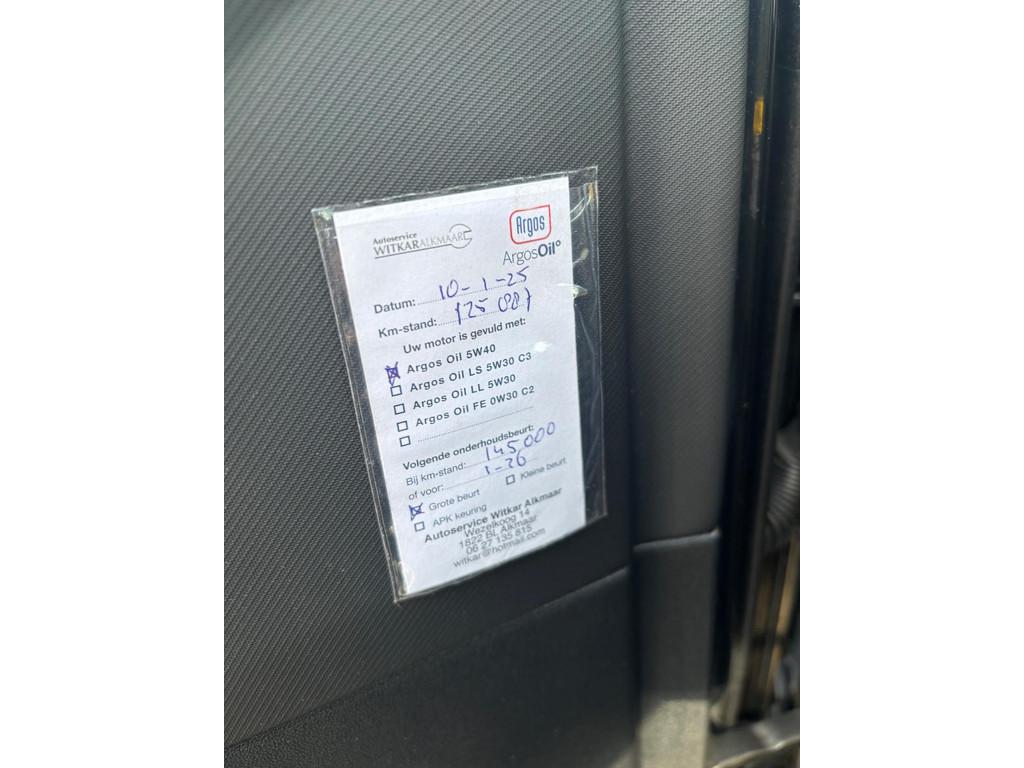 Autoservice
WITKARALKMAAR
Argos
ArgosOil°
Datum: 10-1-25
Km-stand: 125 087
Uw motor is gevuld met:
Argos Oil 5W40
Argos Oil LS 5W30 C3
Argos Oil LL 5W30
Argos Oil FE 0W30 C2
Volgende onderhoudsbeurt:
Bij km-stand: 145000
of voor: 1-26
Grote beurt Kleine beurt
APK keuring
Autoservice Witkar Alkmaar
Wezelkoog 14
1822 BL Alkmaar
06 27 135 815
witkar@hotmail.com